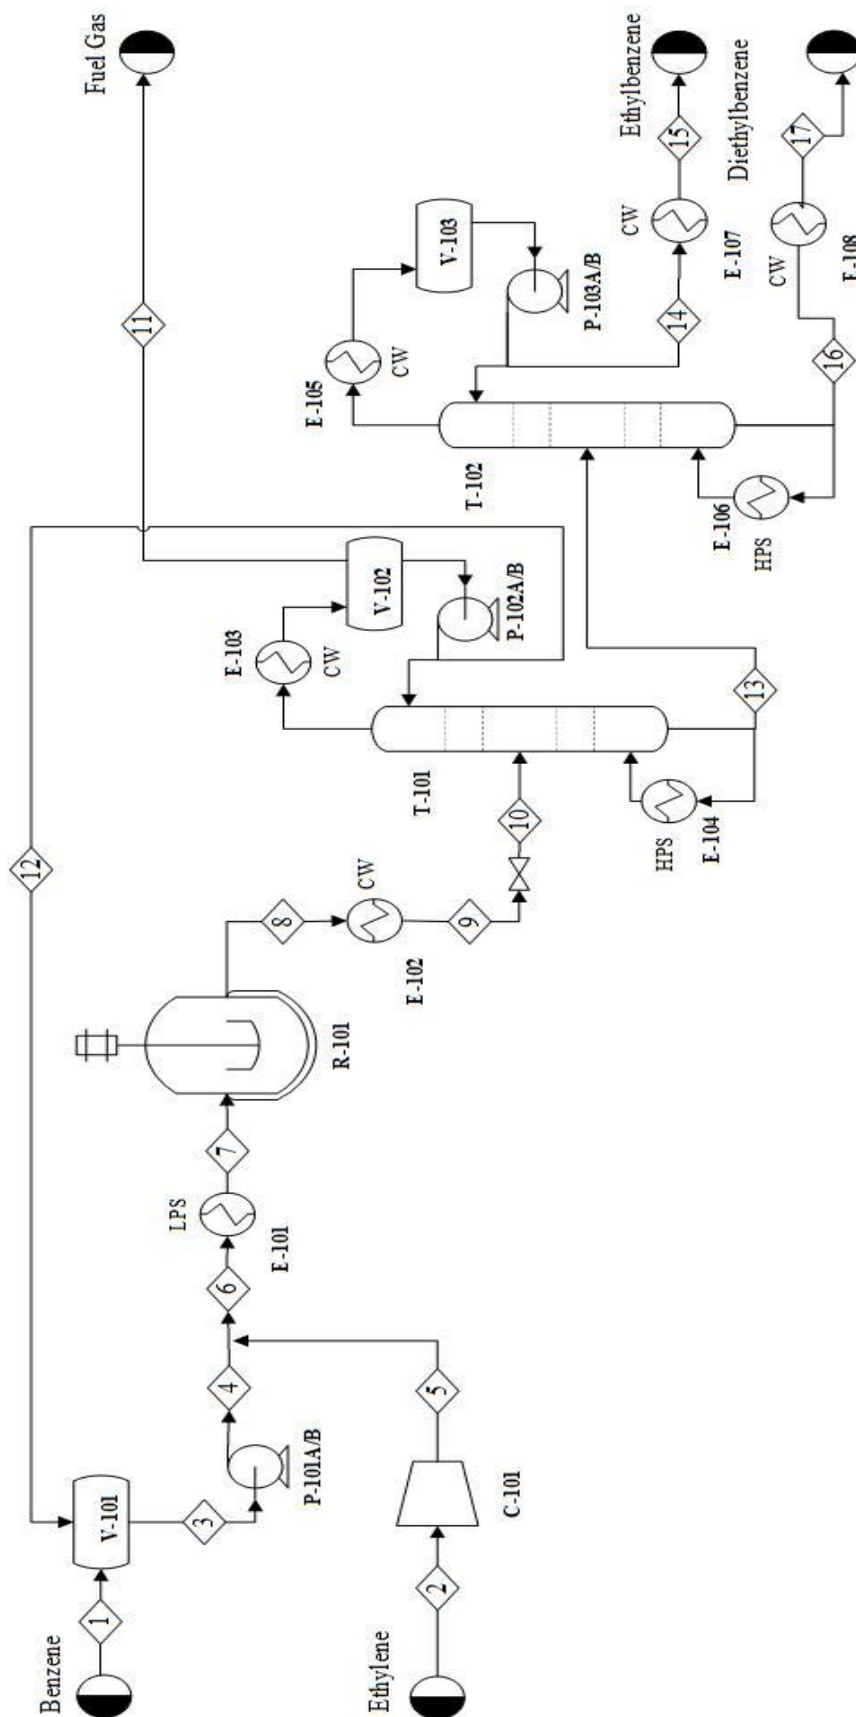 Benzene
1
V-101
3
P-101A/B
4
Ethylene
2
C-101
5
6
LPS
E-101
7
R-101
8
CW
E-102
9
10
12
T-101
HPS
E-104
13
E-103
CW
V-102
P-102A/B
11
Fuel Gas
T-102
E-106
HPS
16
E-105
CW
V-103
P-103A/B
14
CW
E-107
15
Ethylbenzene
CW
E-108
17
Diethylbenzene